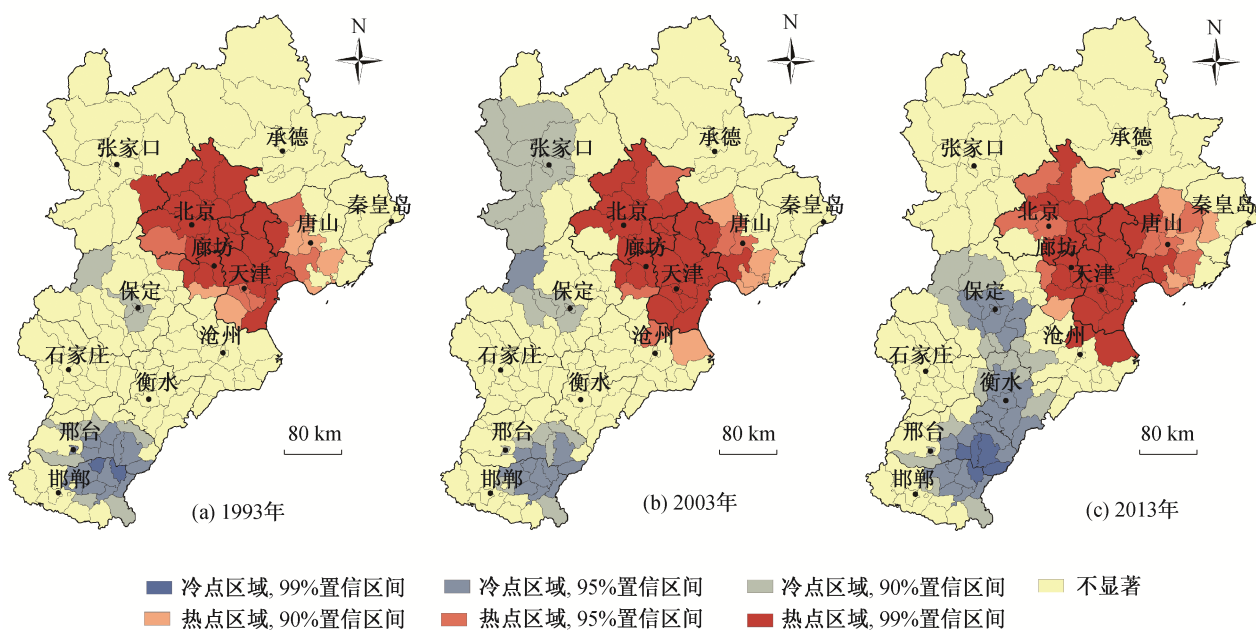 N
承德
张家口
北京
唐山
秦皇岛
廊坊
天津
保定
沧州
石家庄
衡水
邢台
邯郸
80 km
(a) 1993年
N
承德
张家口
北京
唐山
秦皇岛
廊坊
天津
保定
沧州
石家庄
衡水
邢台
邯郸
80 km
(b) 2003年
N
承德
张家口
北京
唐山
秦皇岛
廊坊
天津
保定
沧州
石家庄
衡水
邢台
邯郸
80 km
(c) 2013年
冷点区域, 99%置信区间 冷点区域, 95%置信区间 冷点区域, 90%置信区间 不显著
热点区域, 90%置信区间 热点区域, 95%置信区间 热点区域, 99%置信区间